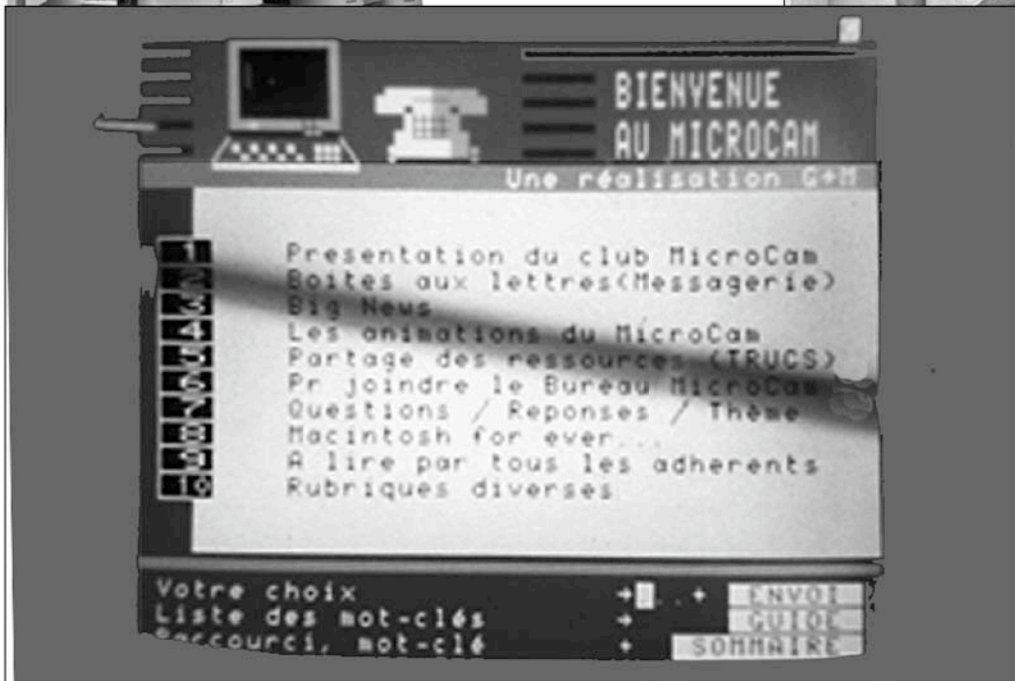 BIENVENUE
AU MICROCAM
Une réalisation G+M
1 Presentation du club MicroCam
2 Boites aux lettres(Messagerie)
3 Big News
4 Les animations du MicroCam
5 Partage des ressources (TRUCS)
6 Pr joindre le Bureau MicroCam
7 Questions / Reponses / Thème
8 Macintosh for ever...
9 A lire par tous les adherents
10 Rubriques diverses
Votre choix → .. + ENVOI
Liste des mot-clés → GUIDE
Raccourci, mot-clé + SOMMAIRE